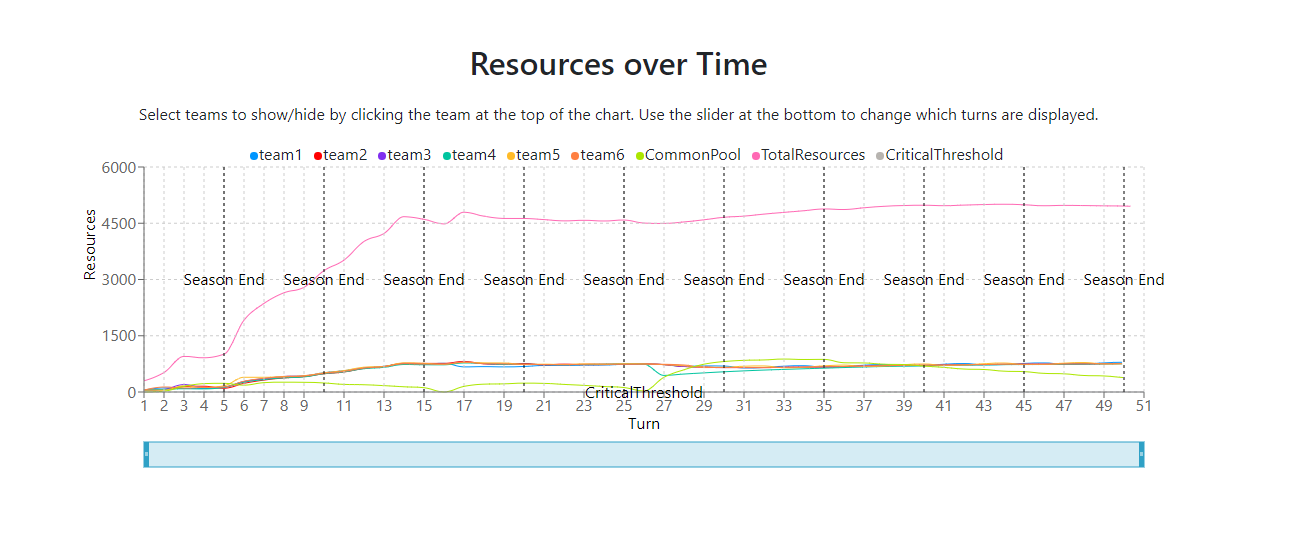 Resources over Time
Select teams to show/hide by clicking the team at the top of the chart. Use the slider at the bottom to change which turns are displayed.
team1 team2 team3 team4 team5 team6 CommonPool TotalResources CriticalThreshold
6000
4500
3000
1500
0
Resources
Season End Season End Season End Season End Season End Season End Season End Season End Season End Season End
CriticalThreshold
1 2 3 4 5 6 7 8 9 11 13 15 17 19 21 23 25 27 29 31 33 35 37 39 41 43 45 47 49 51
Turn